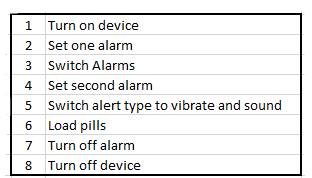 1 Turn on device
2 Set one alarm
3 Switch Alarms
4 Set second alarm
5 Switch alert type to vibrate and sound
6 Load pills
7 Turn off alarm
8 Turn off device